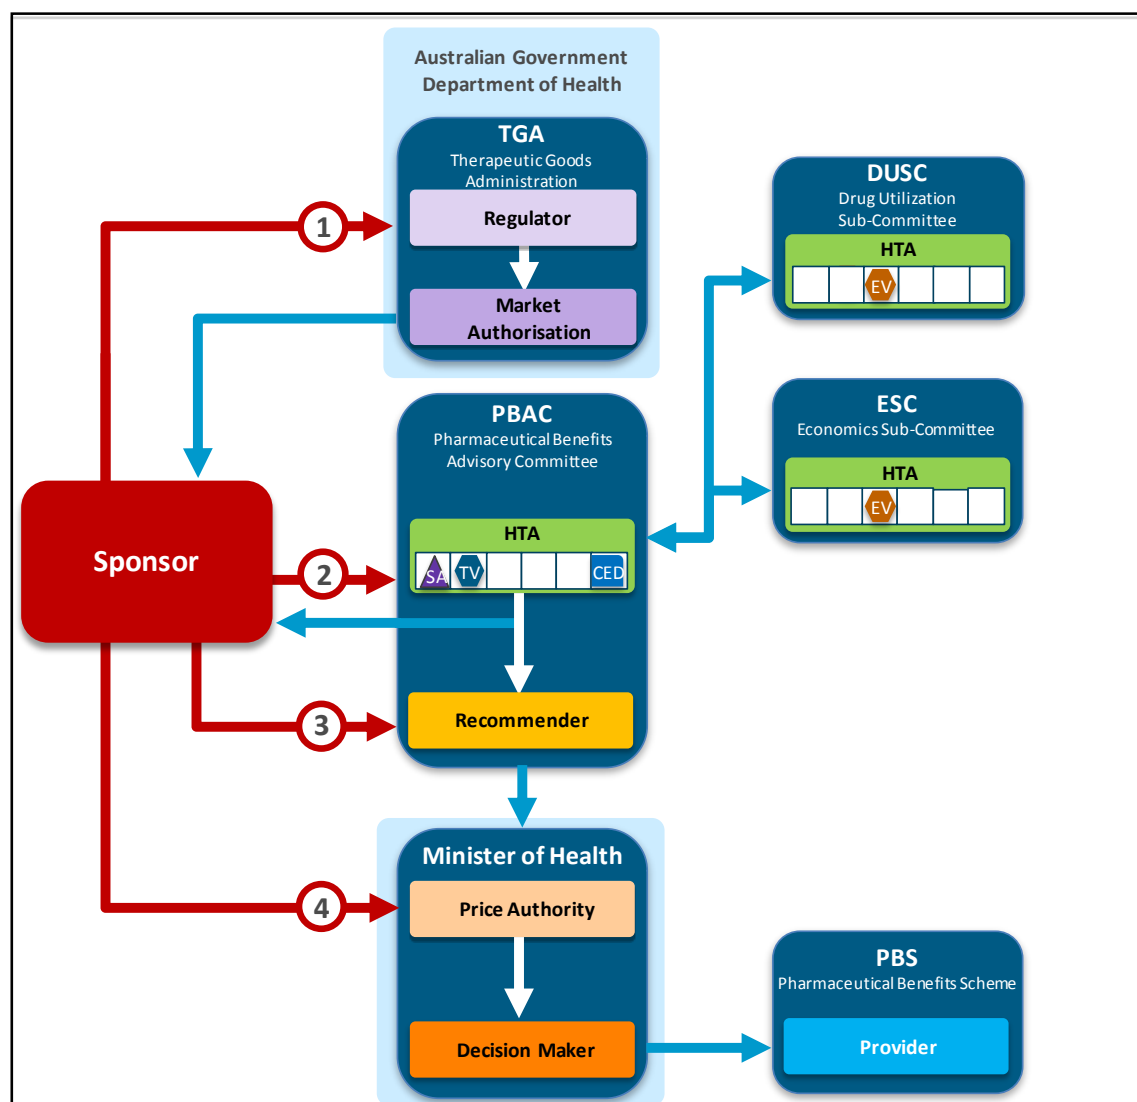 Australian Government
Department of Health
TGA
Therapeutic Goods
Administration
Regulator
Market
Authorisation
1
DUSC
Drug Utilization
Sub-Committee
HTA
EV
ESC
Economics Sub-Committee
HTA
EV
PBAC
Pharmaceutical Benefits
Advisory Committee
HTA
SA TV CED
Recommender
Sponsor
2
3
Minister of Health
Price Authority
Decision Maker
4
PBS
Pharmaceutical Benefits Scheme
Provider